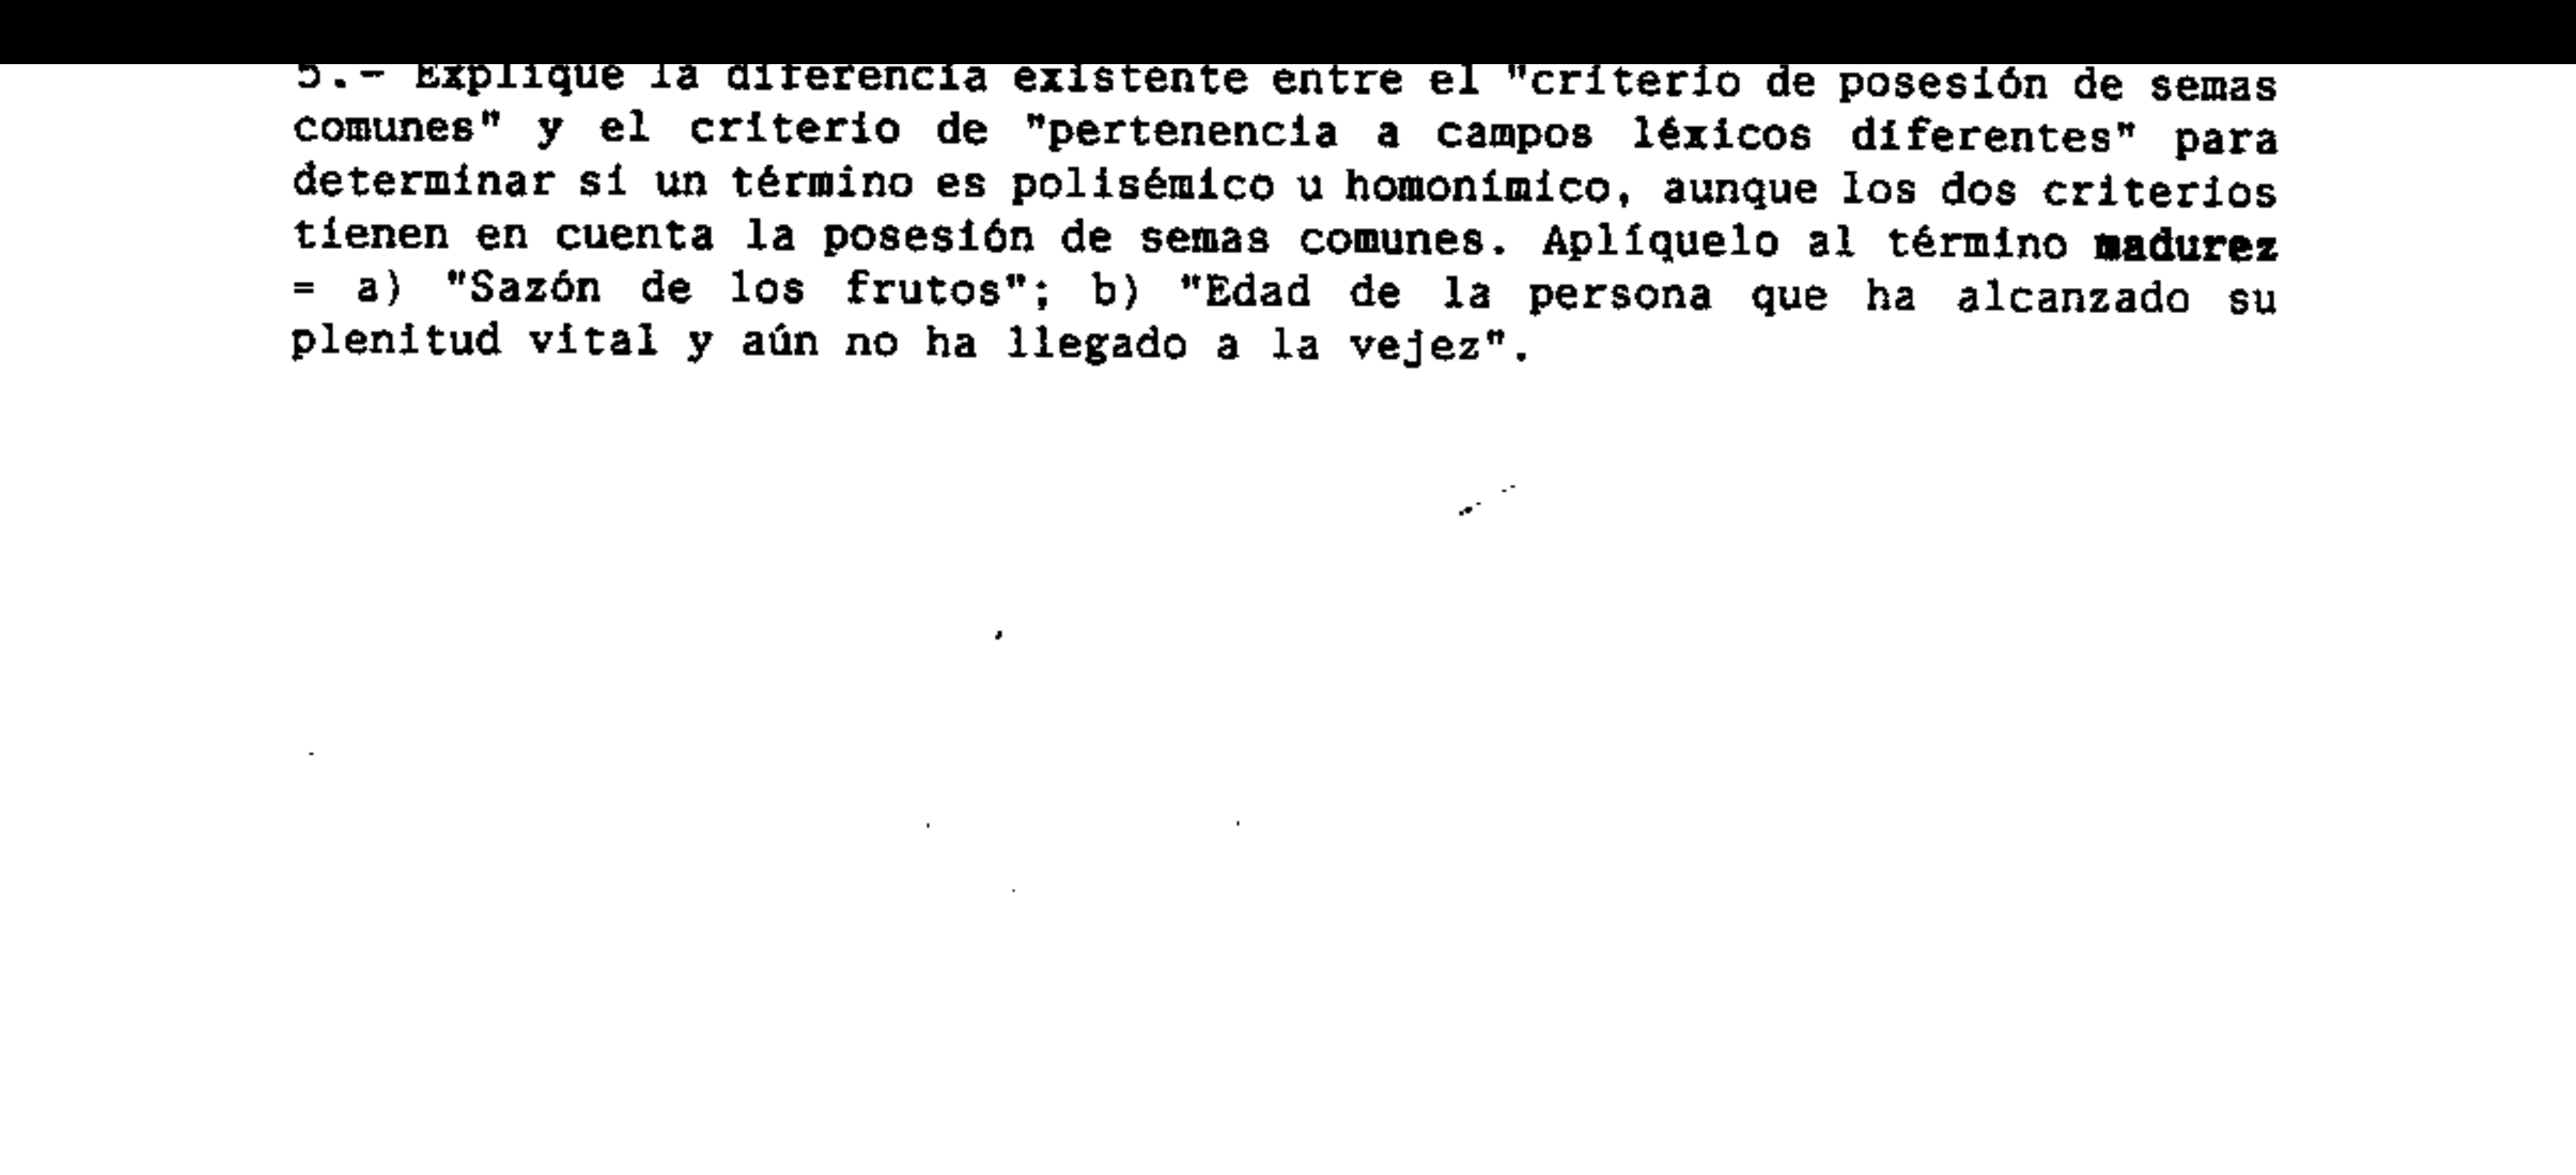 5.- Explique la diferencia existente entre el "criterio de posesión de semas
comunes" y el criterio de "pertenencia a campos léxicos diferentes" para
determinar si un término es polisémico u homonímico, aunque los dos criterios
tienen en cuenta la posesión de semas comunes. Aplíquelo al término madurez
= a) "Sazón de los frutos"; b) "Edad de la persona que ha alcanzado su
plenitud vital y aún no ha llegado a la vejez".